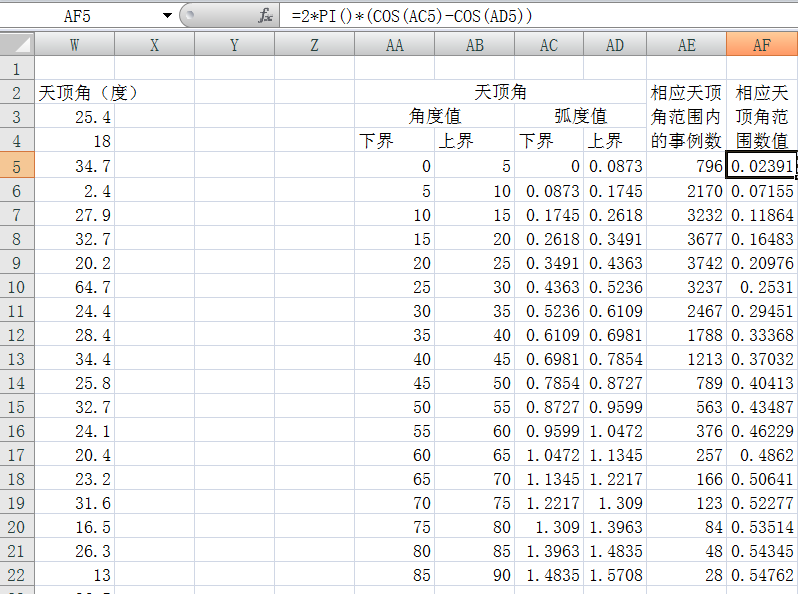 AF5 fx =2*PI()*(COS(AC5)-COS(AD5))
W X Y Z AA AB AC AD AE AF
1
2 天顶角（度） 天顶角 相应天顶 相应天
3 25.4 角度值 弧度值 角范围内 顶角范
4 18 下界 上界 下界 上界 的事例数 围数值
5 34.7 0 5 0 0.0873 796 0.02391
6 2.4 5 10 0.0873 0.1745 2170 0.07155
7 27.9 10 15 0.1745 0.2618 3232 0.11864
8 32.7 15 20 0.2618 0.3491 3677 0.16483
9 20.2 20 25 0.3491 0.4363 3742 0.20976
10 64.7 25 30 0.4363 0.5236 3237 0.2531
11 24.4 30 35 0.5236 0.6109 2467 0.29451
12 28.4 35 40 0.6109 0.6981 1788 0.33368
13 34.4 40 45 0.6981 0.7854 1213 0.37032
14 25.8 45 50 0.7854 0.8727 789 0.40413
15 32.7 50 55 0.8727 0.9599 563 0.43487
16 24.1 55 60 0.9599 1.0472 376 0.46229
17 20.4 60 65 1.0472 1.1345 257 0.4862
18 23.2 65 70 1.1345 1.2217 166 0.50641
19 31.6 70 75 1.2217 1.309 123 0.52277
20 16.5 75 80 1.309 1.3963 84 0.53514
21 26.3 80 85 1.3963 1.4835 48 0.54345
22 13 85 90 1.4835 1.5708 28 0.54762